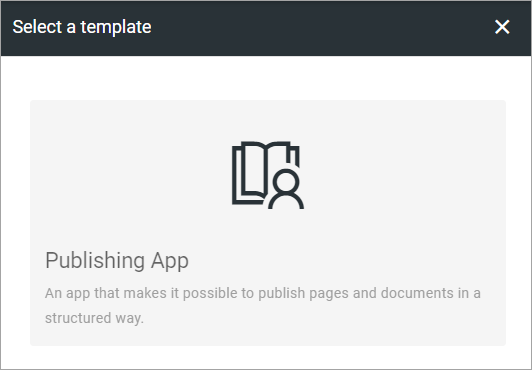 Select a template
Publishing App
An app that makes it possible to publish pages and documents in a
structured way.